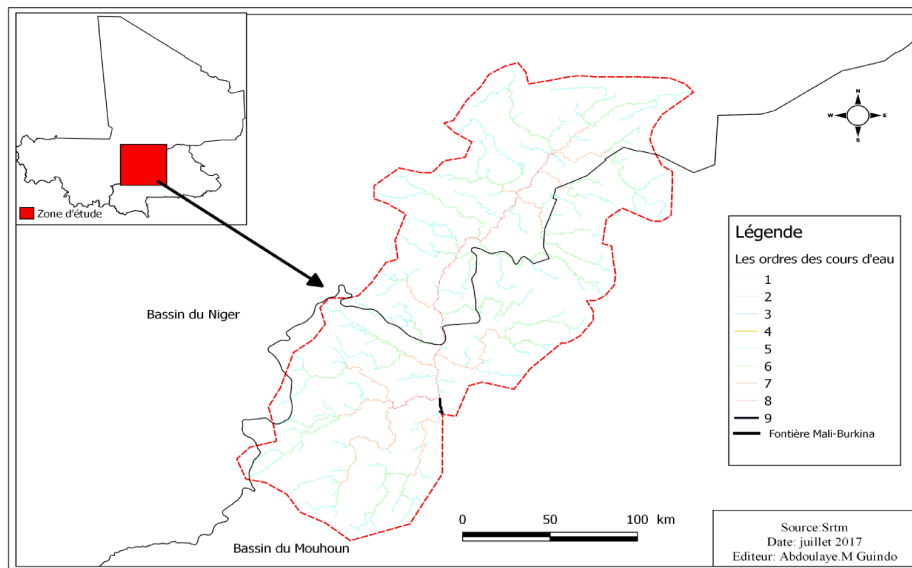 Zone d'étude
N
W E
S
Bassin du Niger
Bassin du Mouhoun
Légende
Les ordres des cours d'eau
1
2
3
4
5
6
7
8
9
Fontière Mali-Burkina
0 50 100 km
Source:Srtm
Date: juillet 2017
Editeur: Abdoulaye.M Guindo